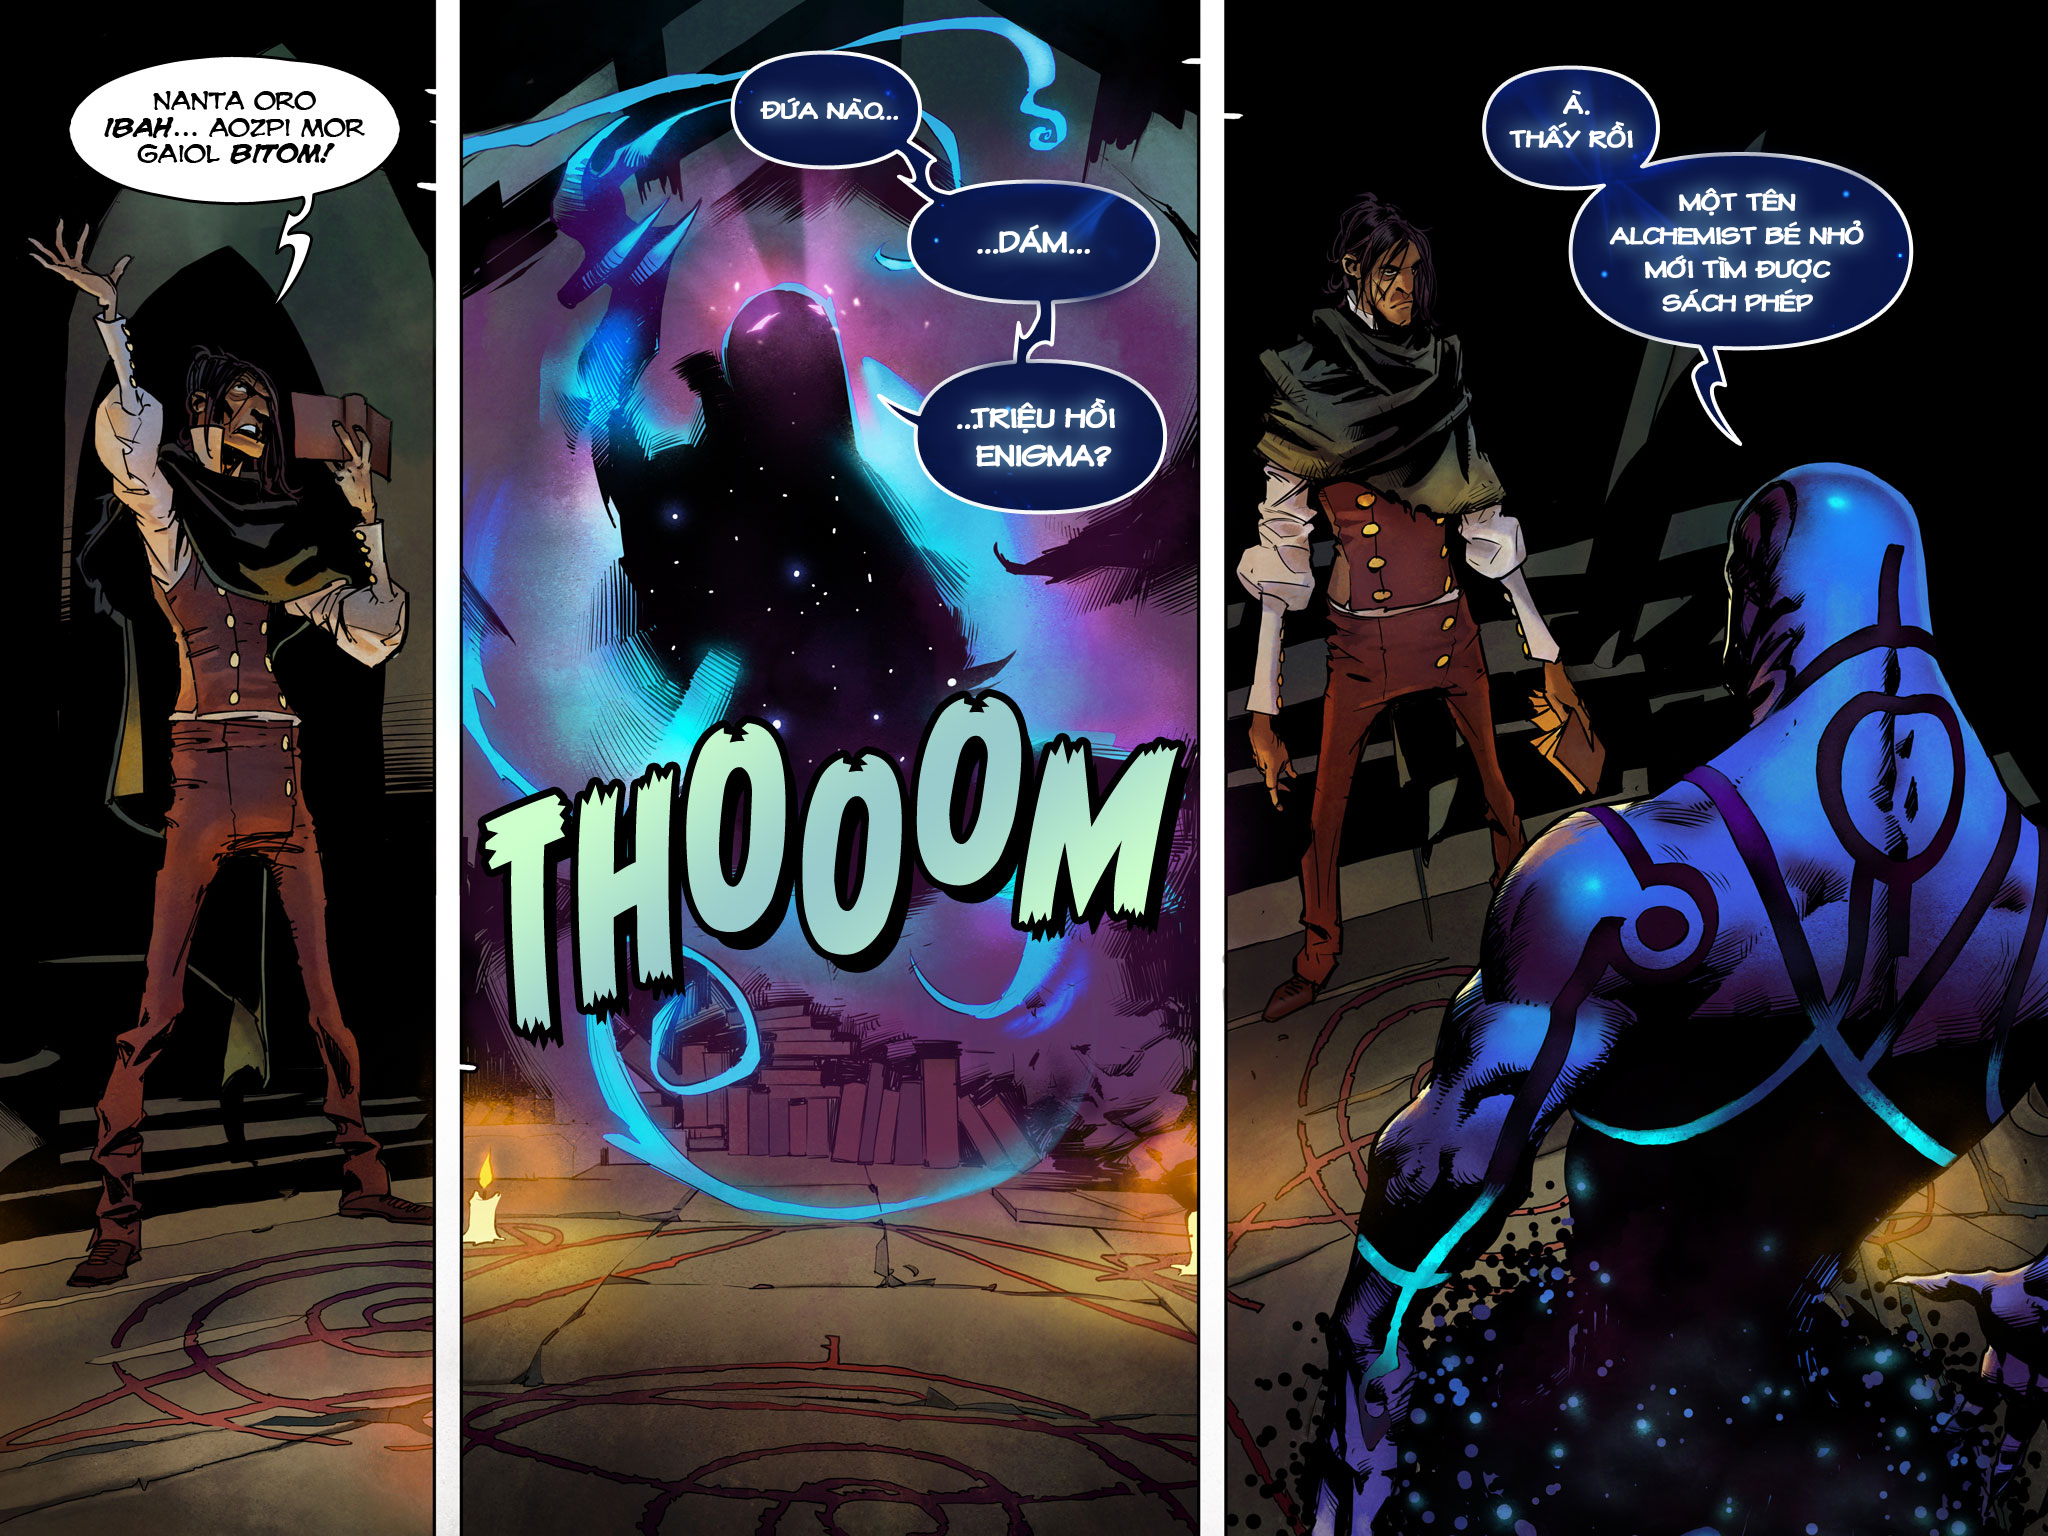 NANTA ORO
IBAH... AOZPI MOR
GAIOL BITOM!
ĐỨA NÀO...
...DÁM...
...TRIỆU HỒI
ENIGMA?
THOOOM
À.
THẤY RỒI
MỘT TÊN
ALCHEMIST BÉ NHỎ
MỚI TÌM ĐƯỢC
SÁCH PHÉP